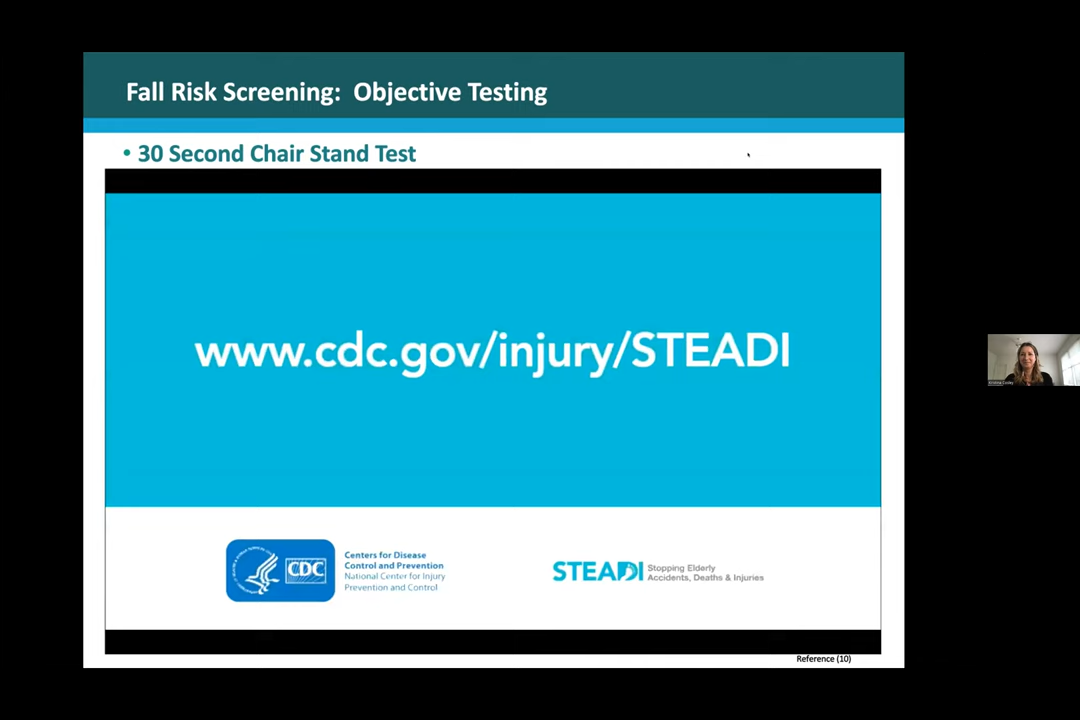 Fall Risk Screening: Objective Testing
• 30 Second Chair Stand Test
www.cdc.gov/injury/STEADI
CDC
Centers for Disease
Control and Prevention
National Center for Injury
Prevention and Control
STEADI
Stopping Elderly
Accidents, Deaths & Injuries
Reference (10)